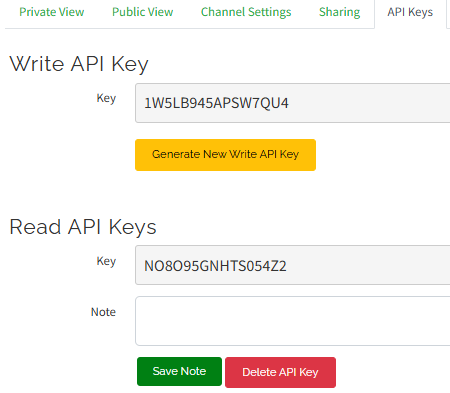 Private View Public View Channel Settings Sharing API Keys
Write API Key
Key 1W5LB945APSW7QU4
Generate New Write API Key
Read API Keys
Key NO8O95GNHTS054Z2
Note
Save Note Delete API Key